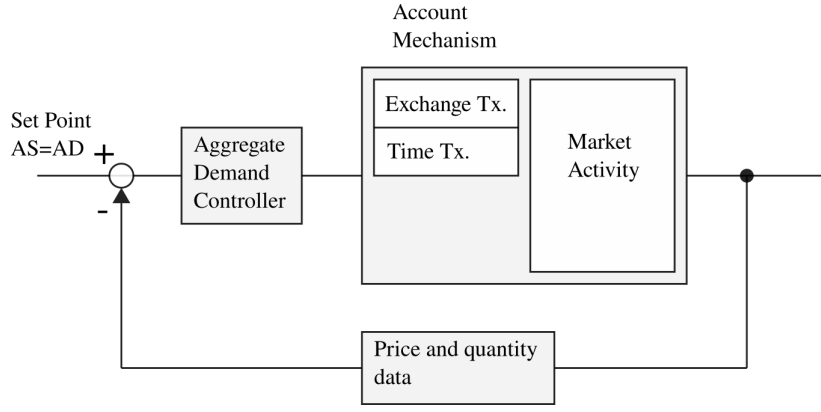 Account
Mechanism
Exchange Tx.
Time Tx.
Market
Activity
Set Point
AS=AD
+
-
Aggregate
Demand
Controller
Price and quantity
data